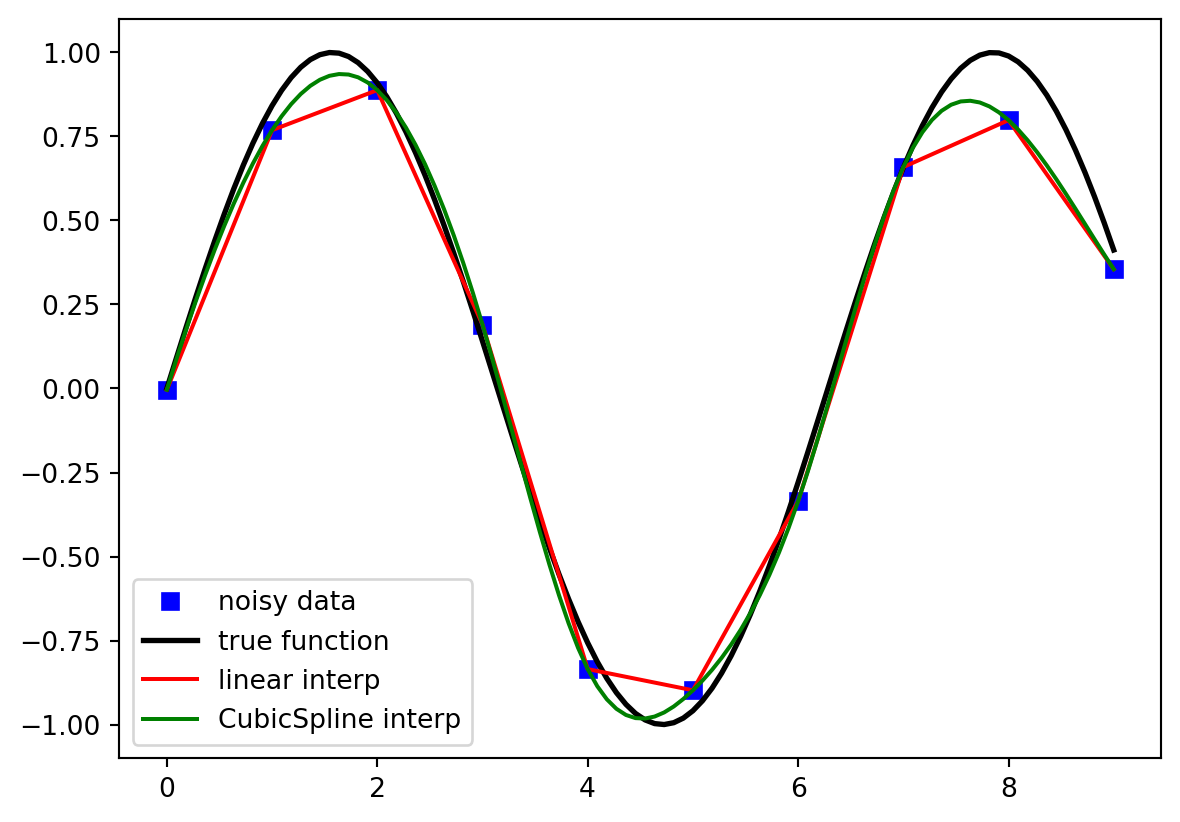 1.00
0.75
0.50
0.25
0.00
−0.25
−0.50
−0.75
−1.00
noisy data
true function
linear interp
CubicSpline interp
0 2 4 6 8